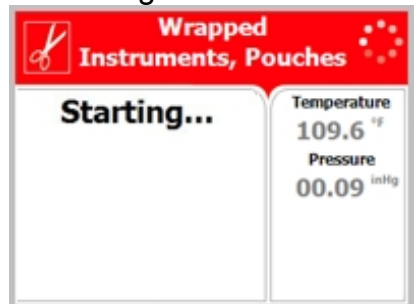 Wrapped
Instruments, Pouches
Starting...
Temperature
109.6 °F
Pressure
00.09 inHg